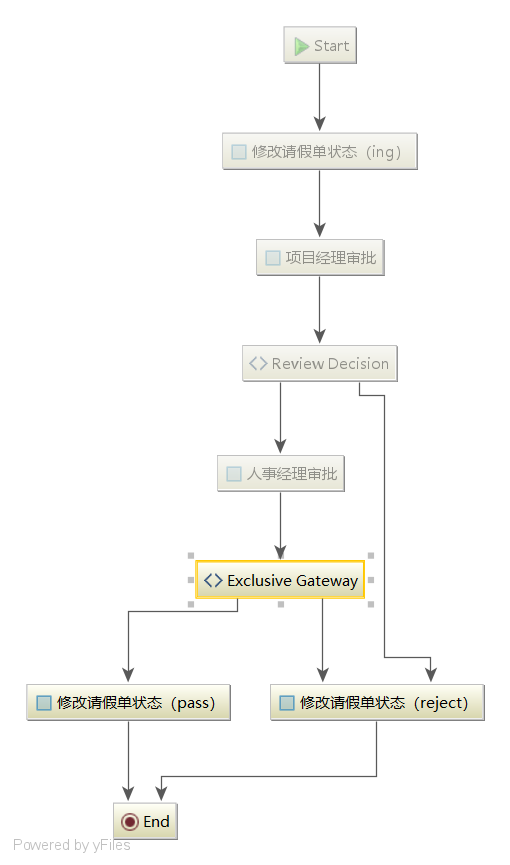 Start
修改请假单状态（ing）
项目经理审批
Review Decision
人事经理审批
Exclusive Gateway
修改请假单状态（pass）
修改请假单状态（reject）
End
Powered by yFiles